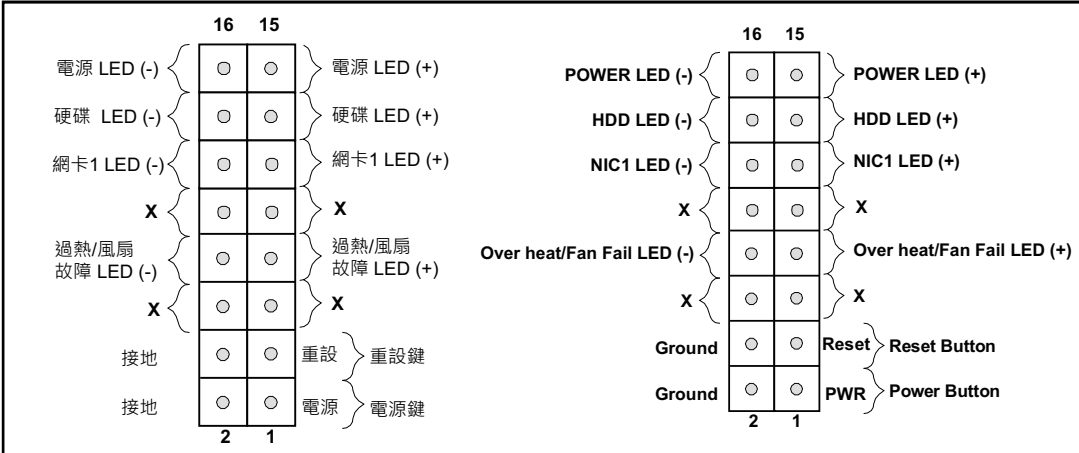 16 15
電源 LED (-) 電源 LED (+)
硬碟 LED (-) 硬碟 LED (+)
網卡1 LED (-) 網卡1 LED (+)
X X
過熱/風扇
故障 LED (-)
過熱/風扇
故障 LED (+)
X X
接地 重設 重設鍵
接地 電源 電源鍵
2 1
16 15
POWER LED (-) POWER LED (+)
HDD LED (-) HDD LED (+)
NIC1 LED (-) NIC1 LED (+)
X X
Over heat/Fan Fail LED (-) Over heat/Fan Fail LED (+)
X X
Ground Reset Reset Button
Ground PWR Power Button
2 1